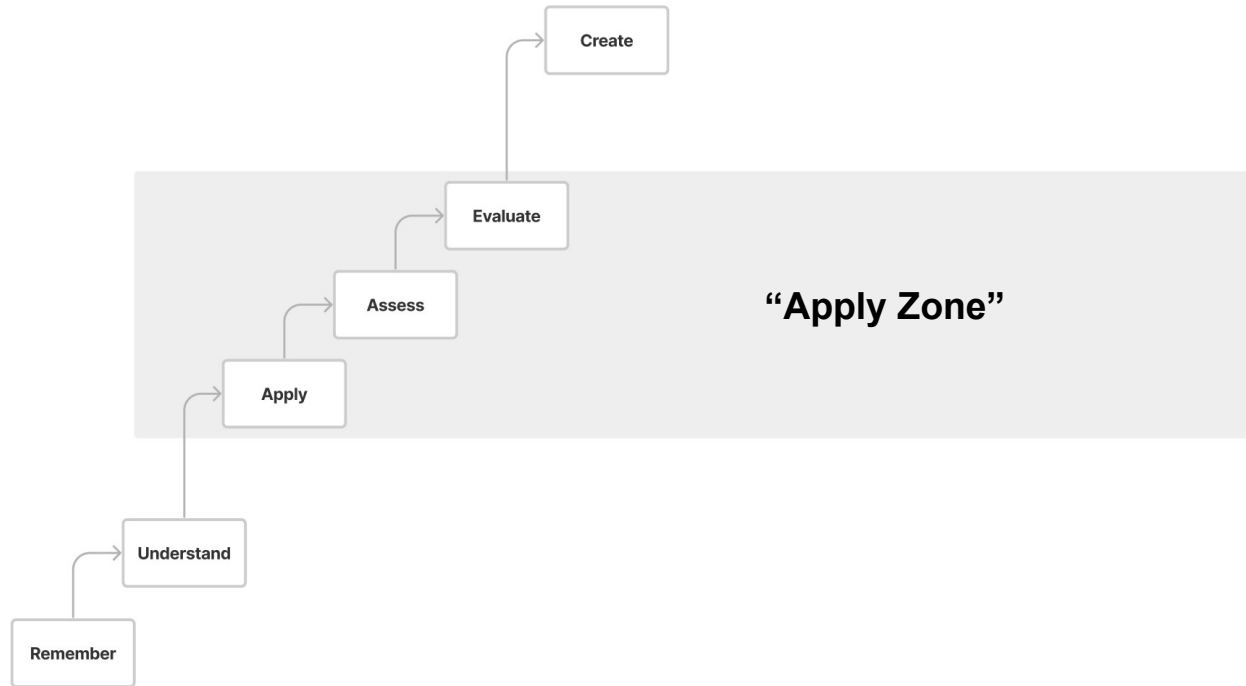 Create
Evaluate
Assess
“Apply Zone”
Apply
Understand
Remember